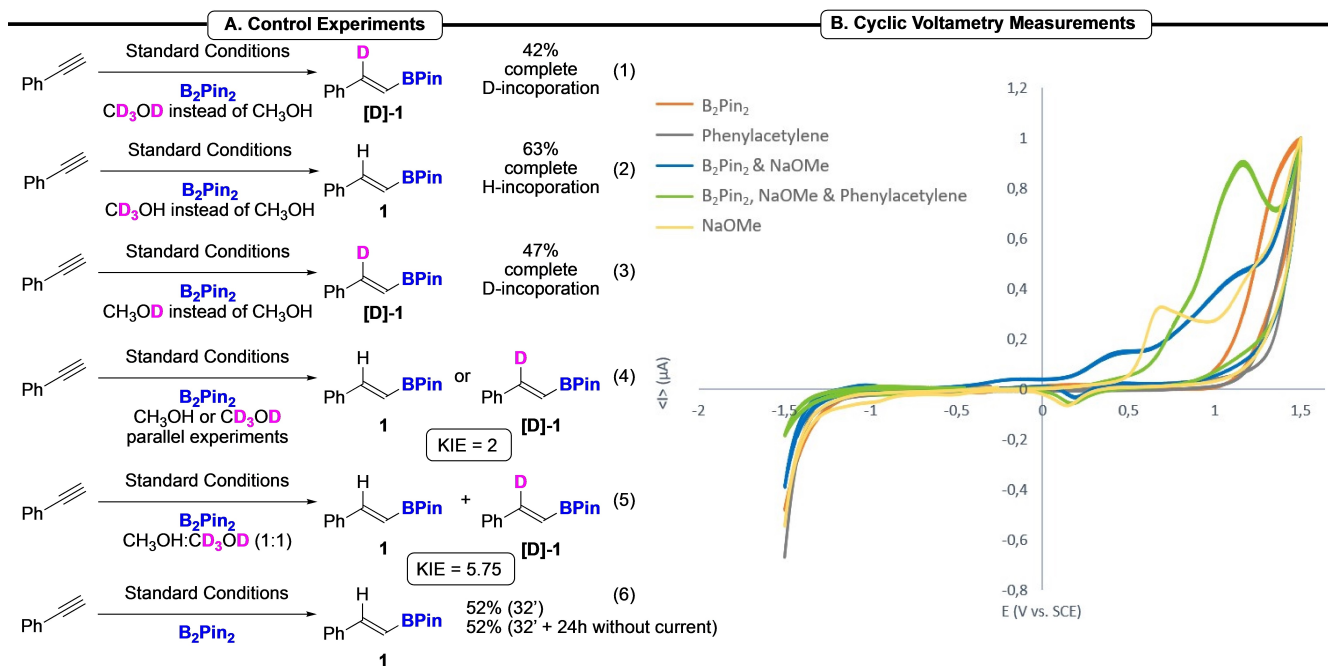 A. Control Experiments
Ph
Standard Conditions
B2Pin2
CD3OD instead of CH3OH
D
Ph
BPin
[D]-1
42%
complete
D-incoporation
(1)
Ph
Standard Conditions
B2Pin2
CD3OH instead of CH3OH
H
Ph
BPin
1
63%
complete
H-incoporation
(2)
Ph
Standard Conditions
B2Pin2
CH3OD instead of CH3OH
D
Ph
BPin
[D]-1
47%
complete
D-incoporation
(3)
Ph
Standard Conditions
B2Pin2
CH3OH or CD3OD
parallel experiments
H
Ph
BPin
1
or
D
Ph
BPin
[D]-1
(4)
KIE = 2
Ph
Standard Conditions
B2Pin2
CH3OH:CD3OD (1:1)
H
Ph
BPin
1
+
D
Ph
BPin
[D]-1
(5)
KIE = 5.75
Ph
Standard Conditions
B2Pin2
H
Ph
BPin
1
52% (32')
52% (32' + 24h without current)
(6)
B. Cyclic Voltametry Measurements
B2Pin2
Phenylacetylene
B2Pin2 & NaOMe
B2Pin2, NaOMe & Phenylacetylene
NaOMe
<I> (µA)
1,2
1
0,8
0,6
0,4
0,2
0
-0,2
-0,4
-0,6
-0,8
-2
-1,5
-1
-0,5
0
0,5
1
1,5
E (V vs. SCE)